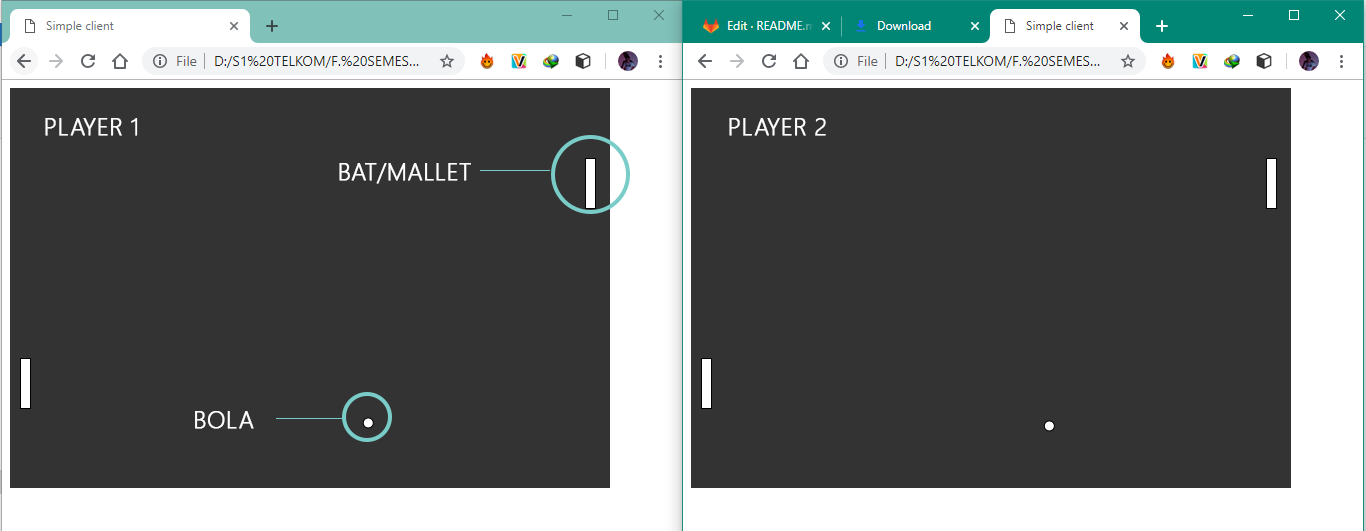 Simple client
Edit · README.m
Download
Simple client
File
D:/S1%20TELKOM/F.%20SEMES...
File
D:/S1%20TELKOM/F.%20SEMES...
PLAYER 1
BAT/MALLET
BOLA
PLAYER 2